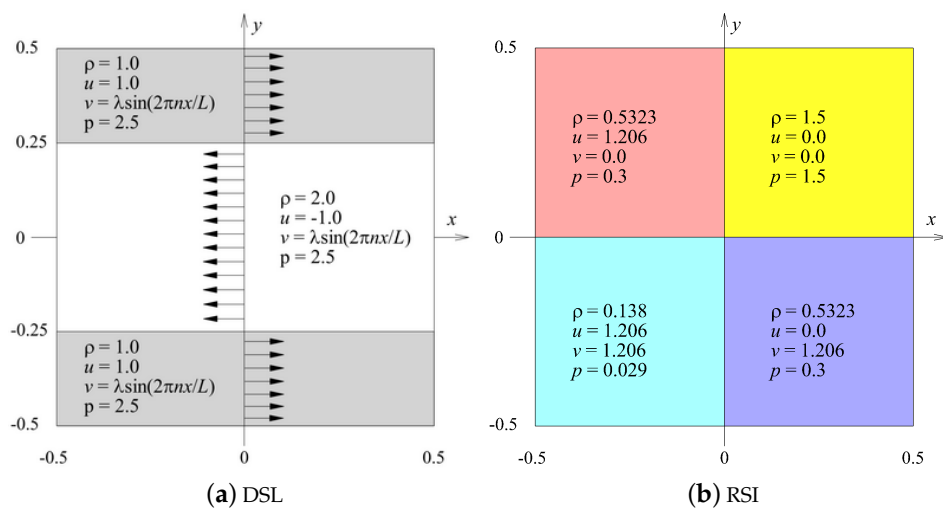 y
0.5
ρ = 1.0
u = 1.0
v = λsin(2πnx/L)
p = 2.5
0.25
ρ = 2.0
u = -1.0
v = λsin(2πnx/L)
p = 2.5
x
0
-0.25
ρ = 1.0
u = 1.0
v = λsin(2πnx/L)
p = 2.5
-0.5
-0.5
0
0.5
(a) DSL
y
0.5
ρ = 0.5323
u = 1.206
v = 0.0
p = 0.3
ρ = 1.5
u = 0.0
v = 0.0
p = 1.5
x
0
ρ = 0.138
u = 1.206
v = 1.206
p = 0.029
ρ = 0.5323
u = 0.0
v = 1.206
p = 0.3
-0.5
-0.5
0
0.5
(b) RSI